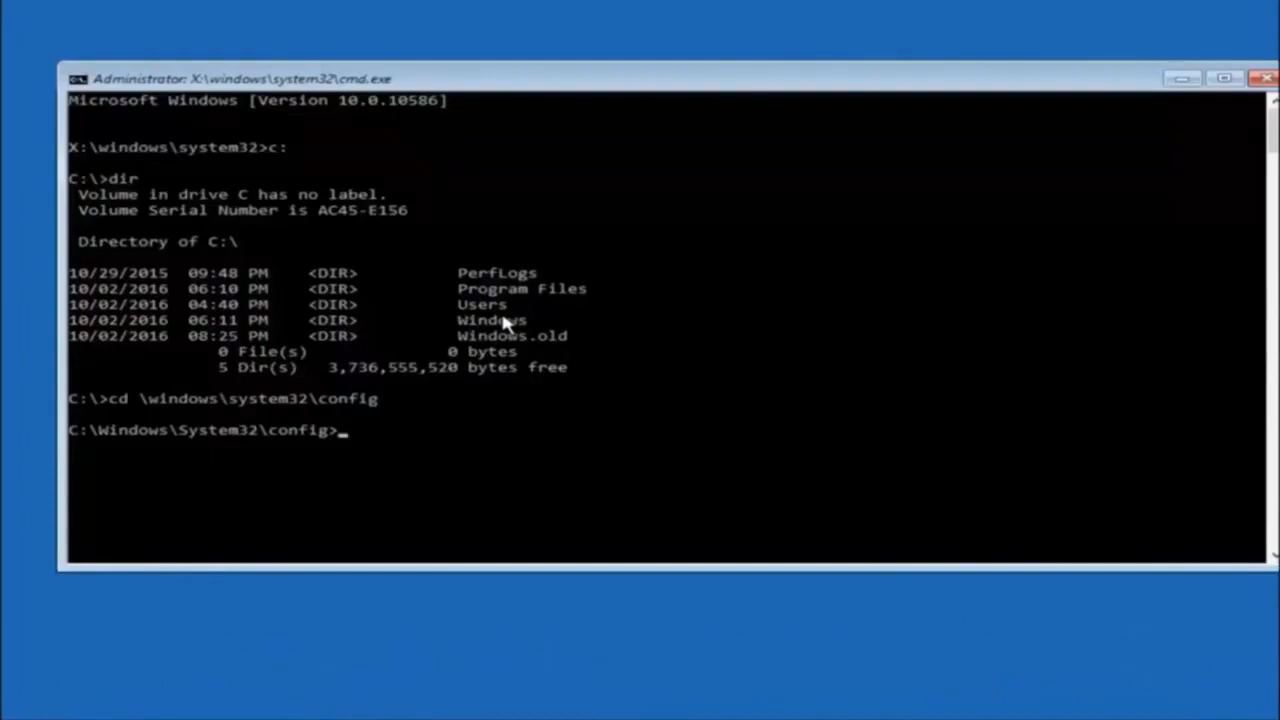 Administrator: X:\windows\system32\cmd.exe
Microsoft Windows [Version 10.0.10586]
X:\windows\system32>c:
C:\>dir
Volume in drive C has no label.
Volume Serial Number is AC45-E156
Directory of C:\
10/29/2015 09:48 PM <DIR> PerfLogs
10/02/2016 06:10 PM <DIR> Program Files
10/02/2016 04:40 PM <DIR> Users
10/02/2016 06:11 PM <DIR> Windows
10/02/2016 08:25 PM <DIR> Windows.old
0 File(s) 0 bytes
5 Dir(s) 3,736,555,520 bytes free
C:\>cd \windows\system32\config
C:\Windows\System32\config>_